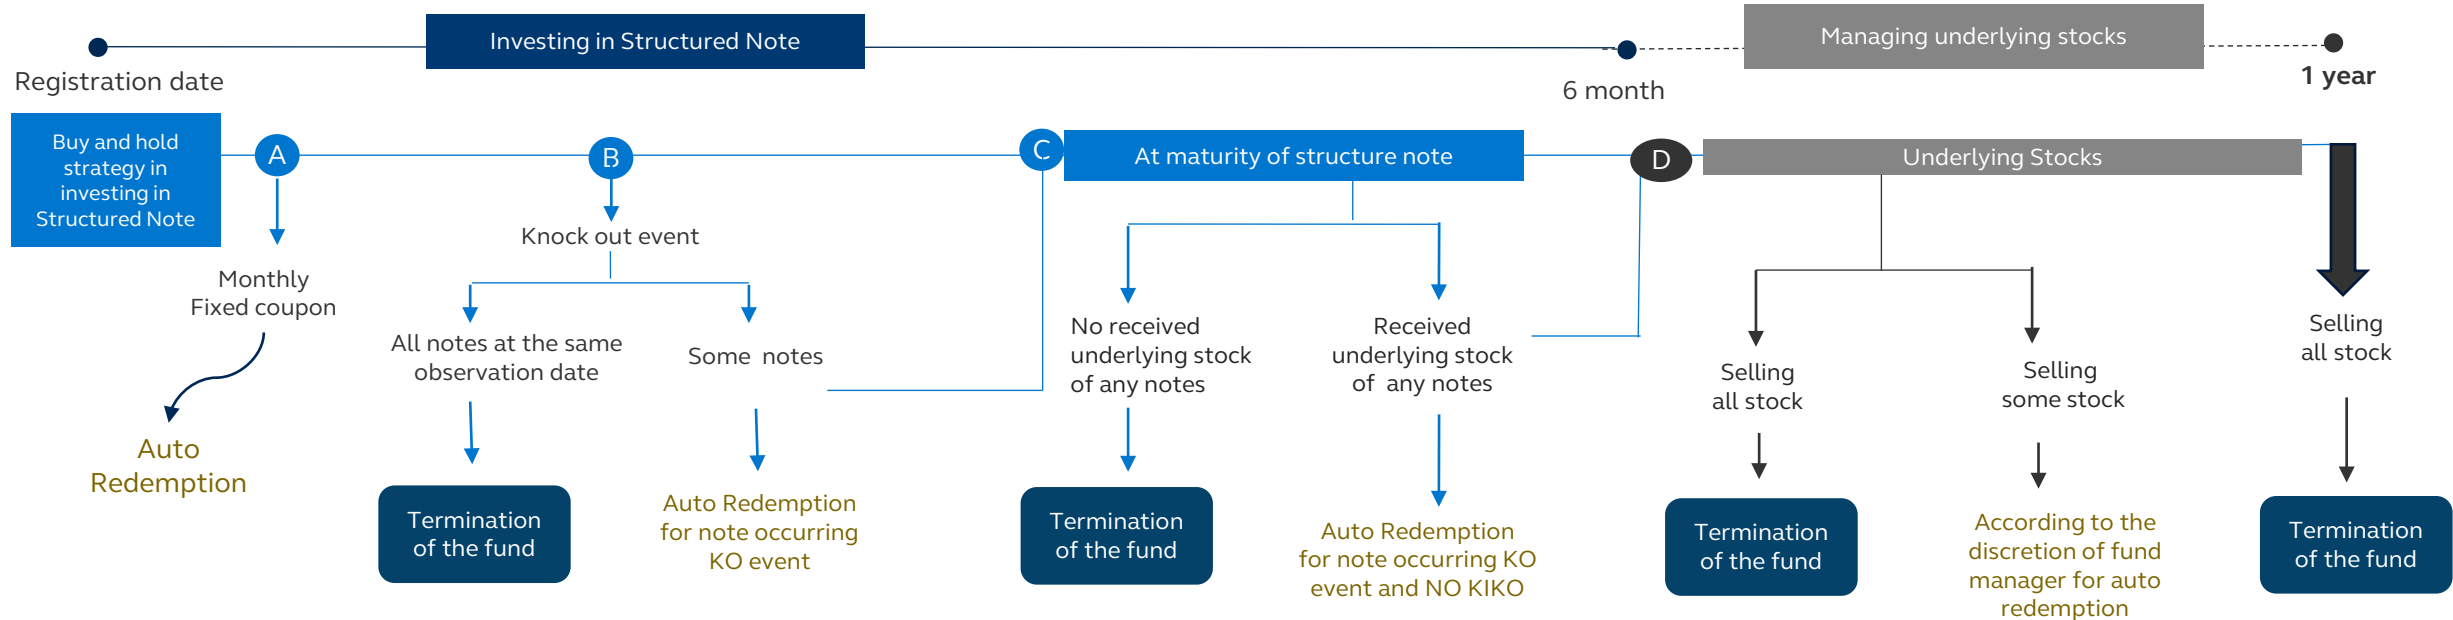 Investing in Structured Note
Managing underlying stocks
Registration date
6 month
1 year
Buy and hold
strategy in
investing in
Structured Note
A
B
C
At maturity of structure note
D
Underlying Stocks
Monthly
Fixed coupon
Auto
Redemption
Knock out event
All notes at the same
observation date
Some notes
Termination
of the fund
Auto Redemption
for note occurring
KO event
No received
underlying stock
of any notes
Received
underlying stock
of any notes
Termination
of the fund
Auto Redemption
for note occurring KO
event and NO KIKO
Selling
all stock
Selling
some stock
Termination
of the fund
According to the
discretion of fund
manager for auto
redemption
Selling
all stock
Termination
of the fund